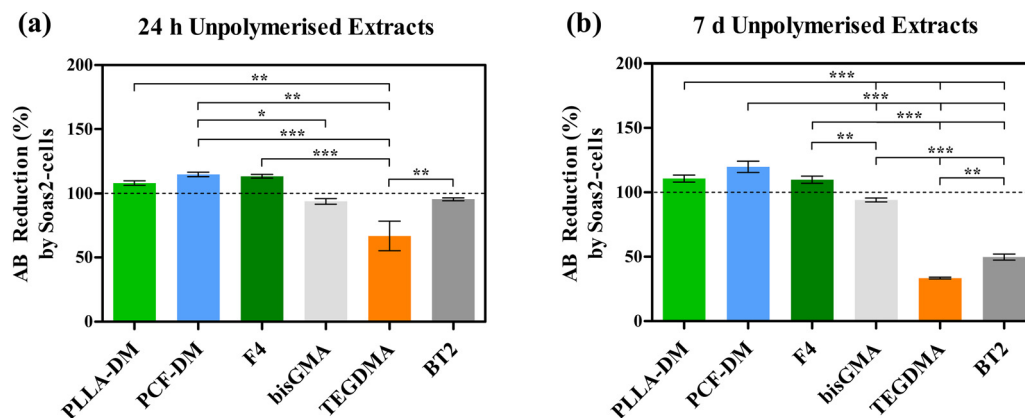 (a)
24 h Unpolymerised Extracts
AB Reduction (%)
by Soas2-cells
200
150
100
50
0
**
**
*
***
***
**
PLLA-DM
PCF-DM
F4
bisGMA
TEGDMA
BT2
(b)
7 d Unpolymerised Extracts
AB Reduction (%)
by Soas2-cells
200
150
100
50
0
***
***
***
**
***
**
PLLA-DM
PCF-DM
F4
bisGMA
TEGDMA
BT2